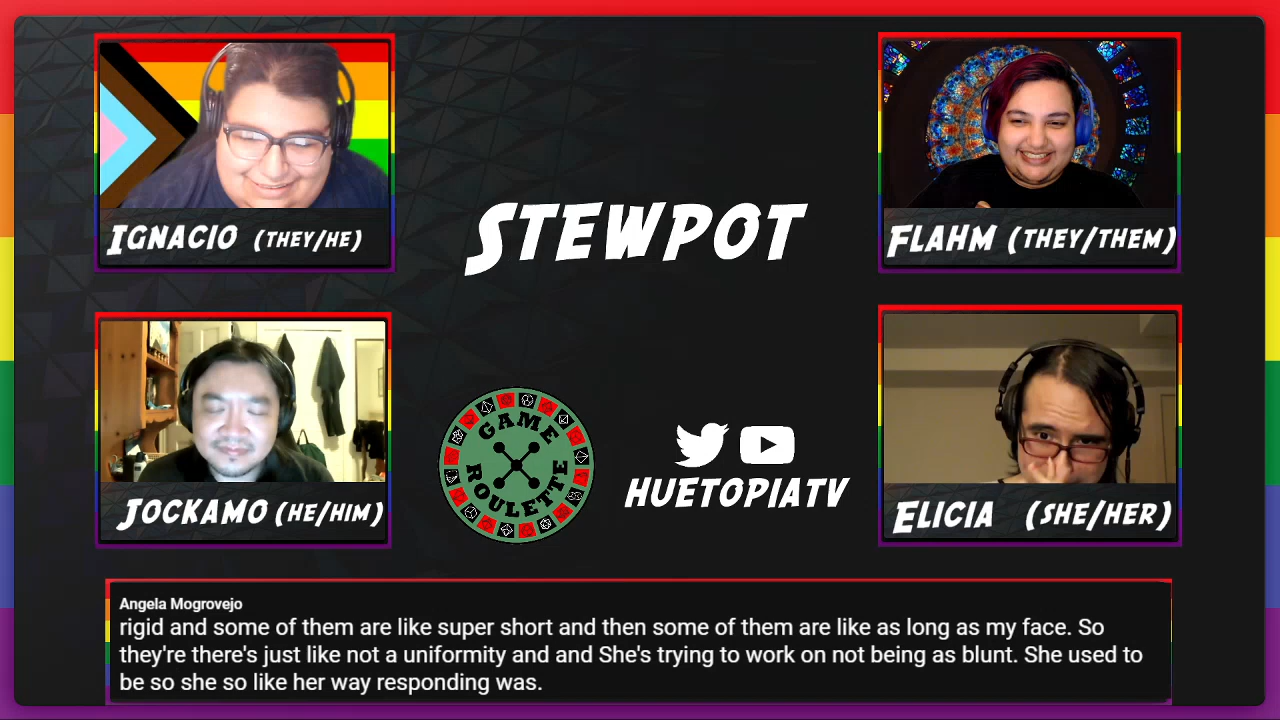 IGNACIO (THEY/HE)
FLAHM (THEY/THEM)
STEWPOT
JOCKAMO (HE/HIM)
GAME
ROULETTE
HUETOPIATV
ELICIA (SHE/HER)
Angela Mogrovejo
rigid and some of them are like super short and then some of them are like as long as my face. So
they're there's just like not a uniformity and and She's trying to work on not being as blunt. She used to
be so she so like her way responding was.